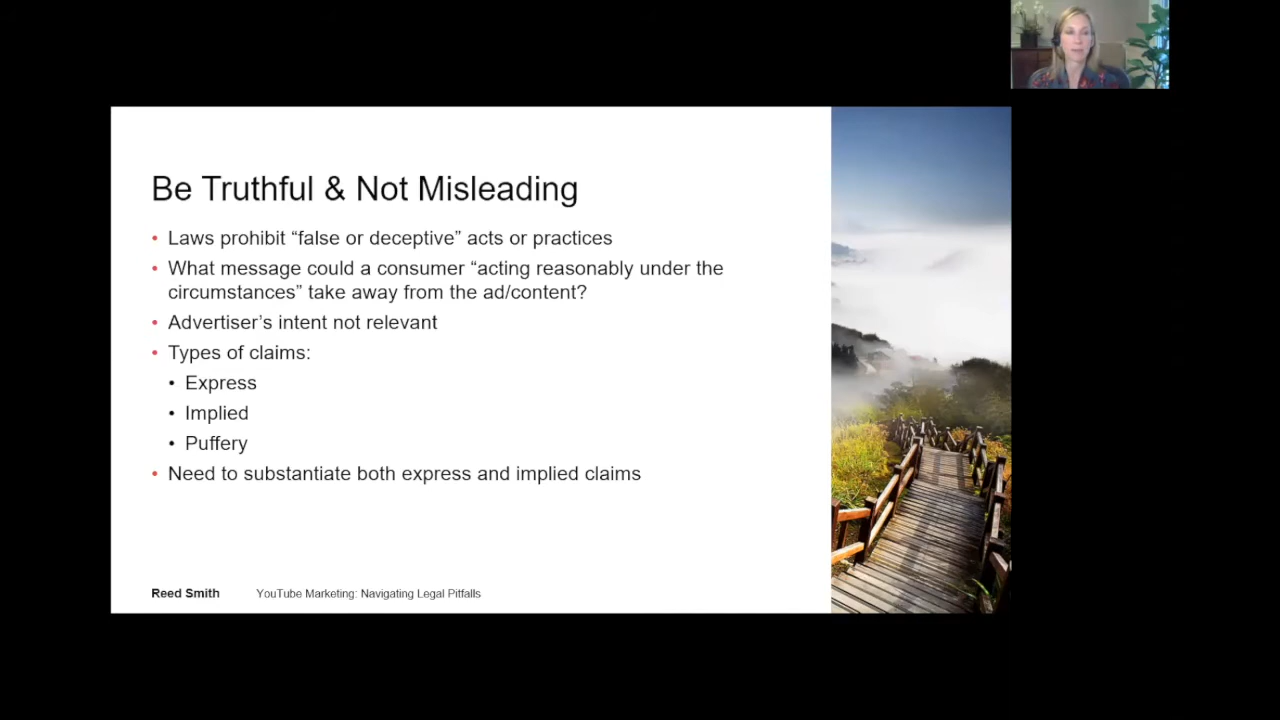 Be Truthful & Not Misleading
• Laws prohibit “false or deceptive” acts or practices
• What message could a consumer “acting reasonably under the
circumstances” take away from the ad/content?
• Advertiser’s intent not relevant
• Types of claims:
• Express
• Implied
• Puffery
• Need to substantiate both express and implied claims
Reed Smith YouTube Marketing: Navigating Legal Pitfalls